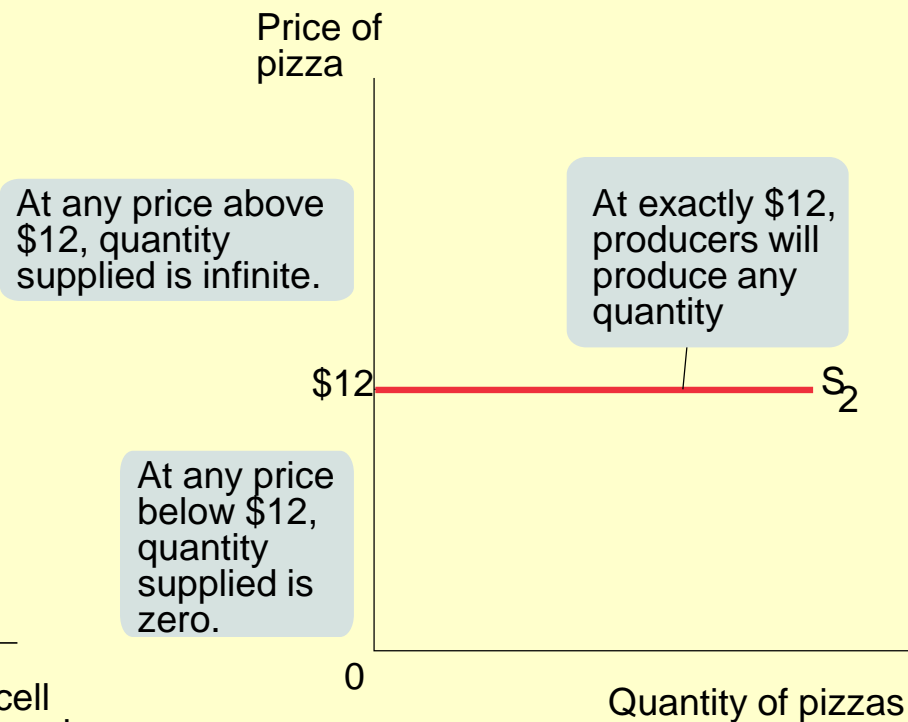 Price of
pizza
At any price above
$12, quantity
supplied is infinite.
At exactly $12,
producers will
produce any
quantity
$12
S2
At any price
below $12,
quantity
supplied is
zero.
0
cell
Quantity of pizzas